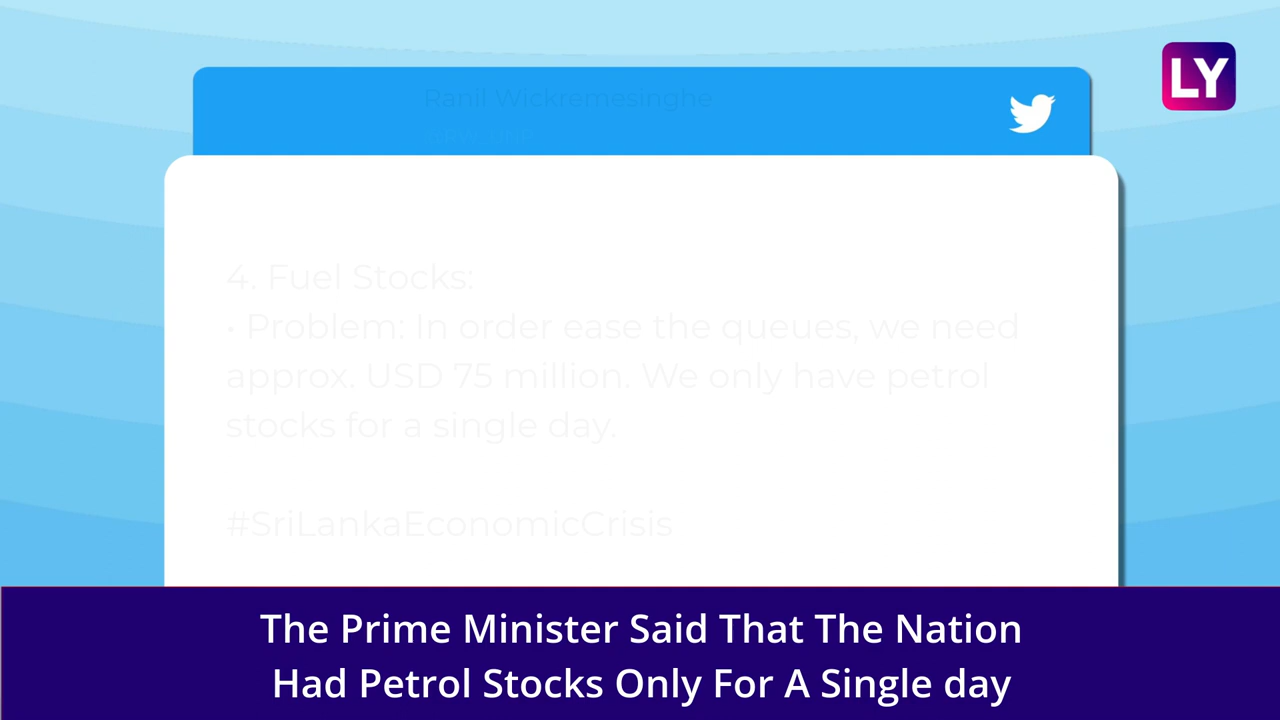 LY
Ranil Wickremesinghe
4. Fuel Stocks:
• Problem: In order ease the queues, we need
approx. USD 75 million. We only have petrol
stocks for a single day.
#SriLankaEconomicCrisis
The Prime Minister Said That The Nation
Had Petrol Stocks Only For A Single day